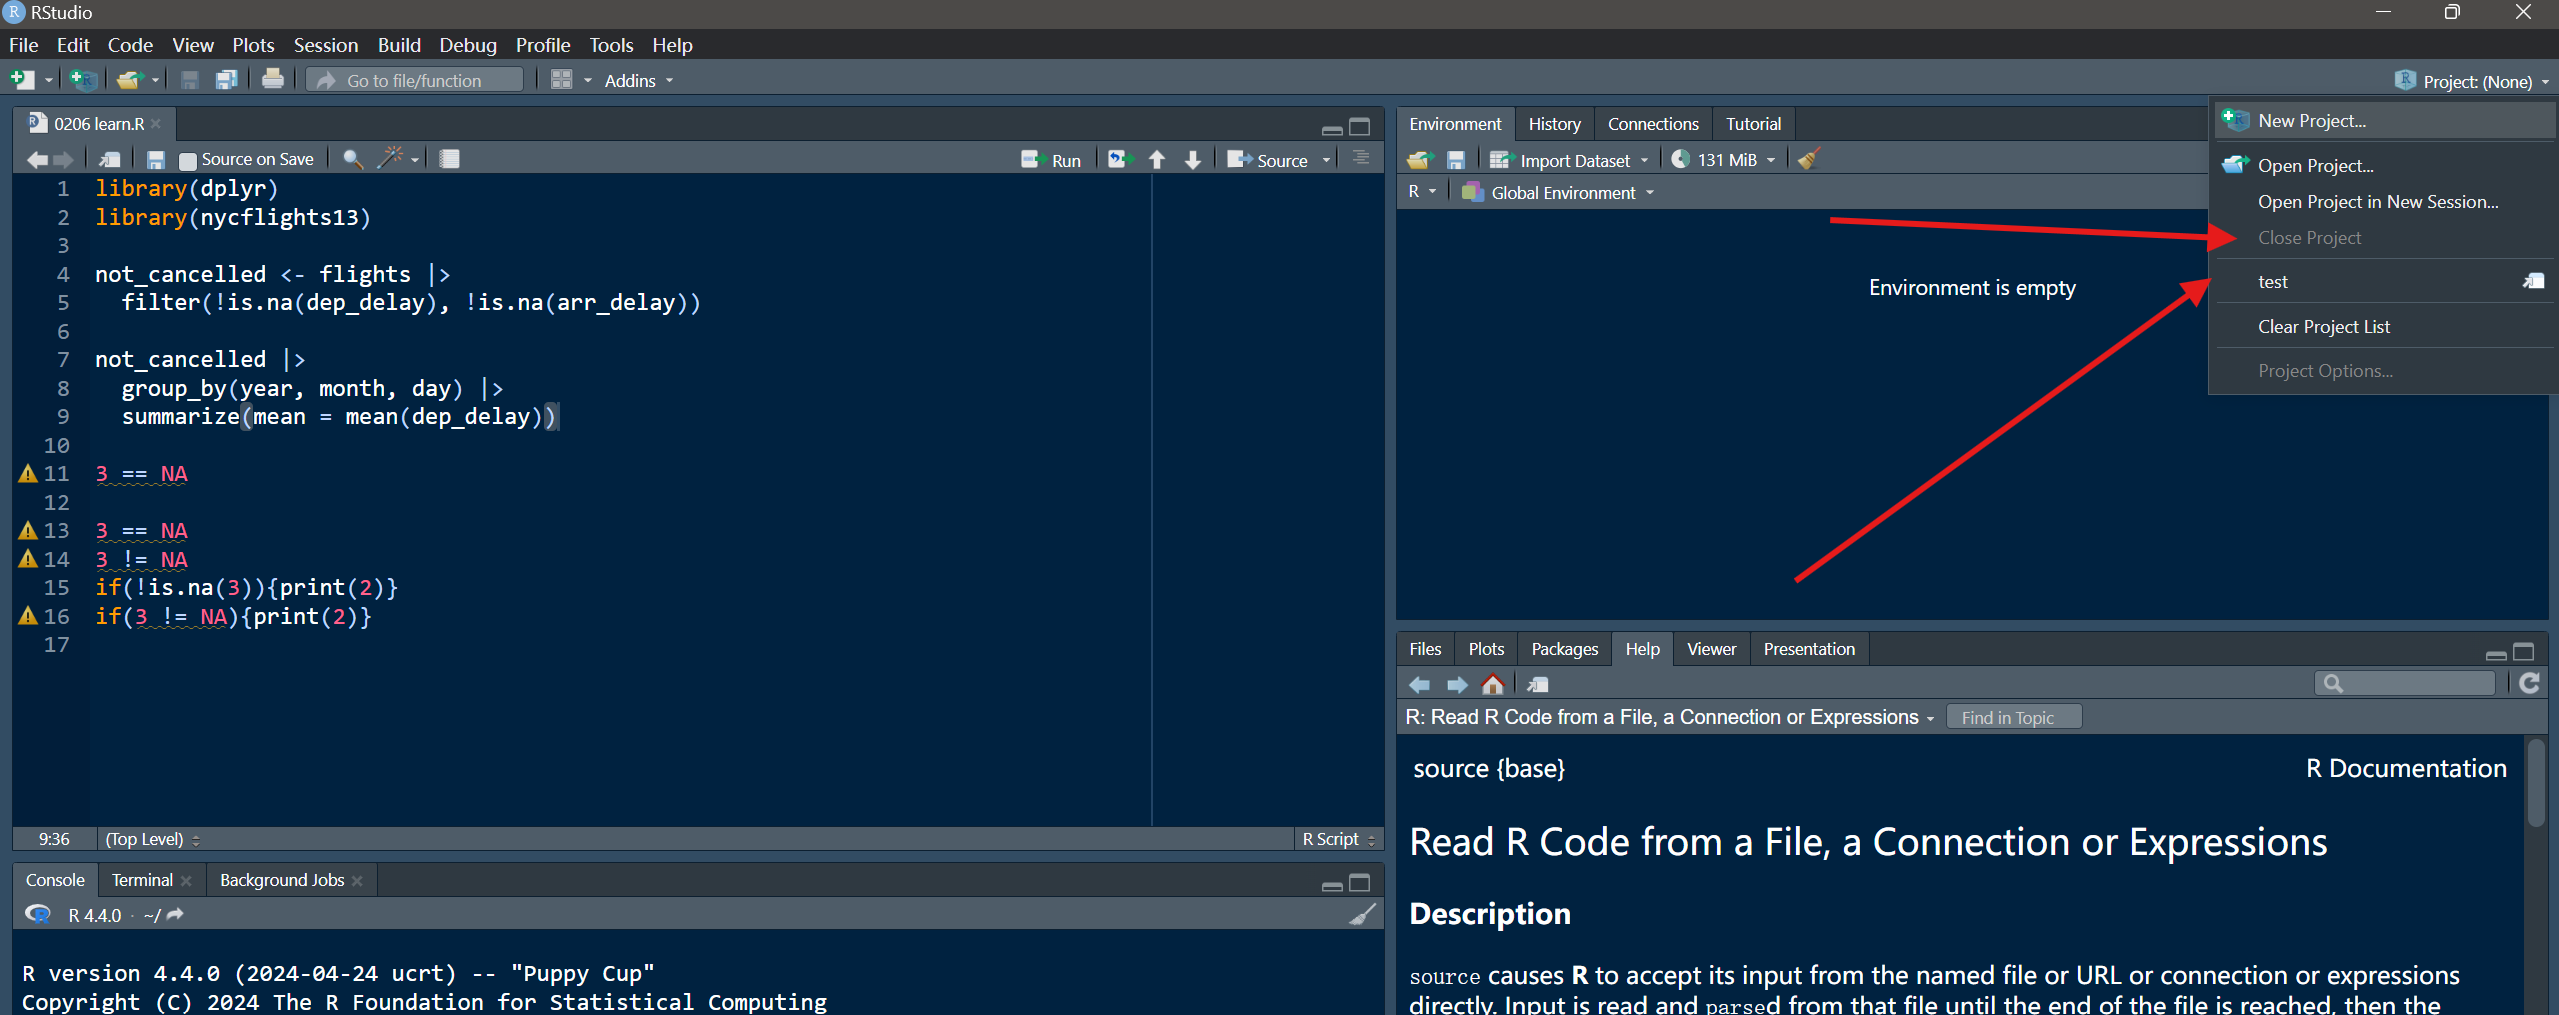 RStudio
File Edit Code View Plots Session Build Debug Profile Tools Help
Go to file/function Addins Project: (None)
0206 learn.R
Source on Save Run Source
1 library(dplyr)
2 library(nycflights13)
3
4 not_cancelled <- flights |>
5 filter(!is.na(dep_delay), !is.na(arr_delay))
6
7 not_cancelled |>
8 group_by(year, month, day) |>
9 summarize(mean = mean(dep_delay))
10
11 3 == NA
12
13 3 == NA
14 3 != NA
15 if(!is.na(3)){print(2)}
16 if(3 != NA){print(2)}
17
9:36 (Top Level) R Script
Console Terminal Background Jobs
R 4.4.0 · ~/
R version 4.4.0 (2024-04-24 ucrt) -- "Puppy Cup"
Copyright (C) 2024 The R Foundation for Statistical Computing
Environment History Connections Tutorial
Import Dataset 131 MiB
R Global Environment
Environment is empty
New Project...
Open Project...
Open Project in New Session...
Close Project
test
Clear Project List
Project Options...
Files Plots Packages Help Viewer Presentation
R: Read R Code from a File, a Connection or Expressions Find in Topic
source {base} R Documentation
Read R Code from a File, a Connection or Expressions
Description
source causes R to accept its input from the named file or URL or connection or expressions
directly. Input is read and parsed from that file until the end of the file is reached, then the